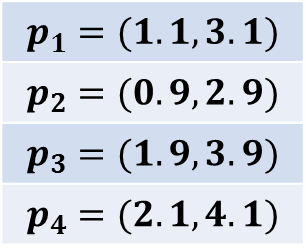 p₁ = (1.1, 3.1)
p₂ = (0.9, 2.9)
p₃ = (1.9, 3.9)
p₄ = (2.1, 4.1)